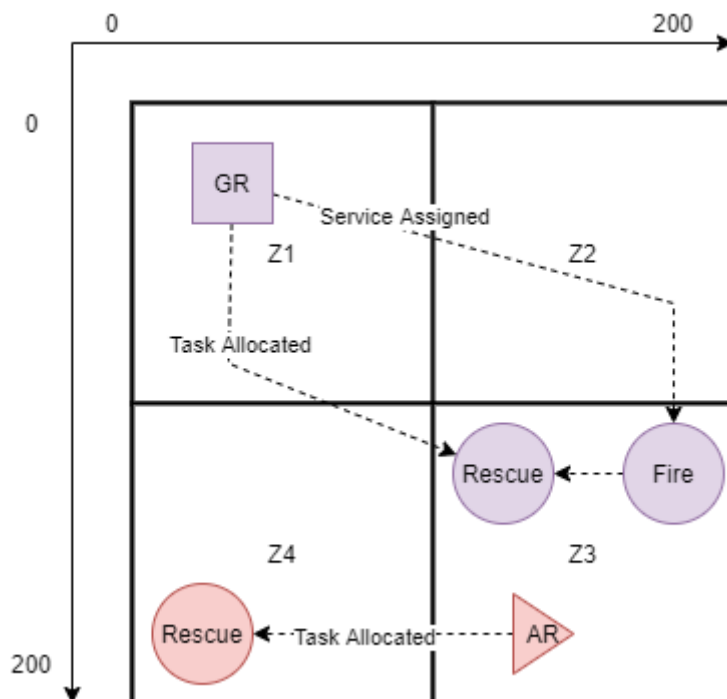 0
200
0
GR
Service Assigned
Z1
Z2
Task Allocated
Rescue
Fire
Z4
Z3
Rescue
Task Allocated
AR
200